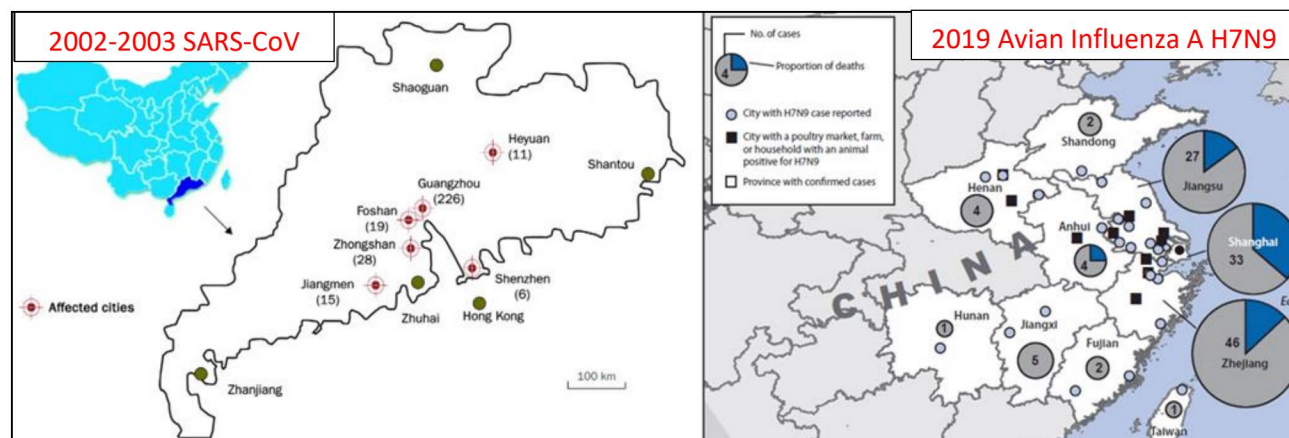 2002-2003 SARS-CoV
Shaoguan
Heyuan
(11)
Shantou
Guangzhou
(226)
Foshan
(19)
Zhongshan
(28)
Jiangmen
(15)
Shenzhen
(6)
Zhuhai
Hong Kong
Zhanjiang
Affected cities
100 km
2019 Avian Influenza A H7N9
No. of cases
4
Proportion of deaths
City with H7N9 case reported
City with a poultry market, farm,
or household with an animal
positive for H7N9
Province with confirmed cases
2
Shandong
27
Jiangsu
Henan
4
Anhui
4
Shanghai
33
CHINA
Hunan
1
Jiangxi
5
Fujian
2
46
Zhejiang
1
Taiwan